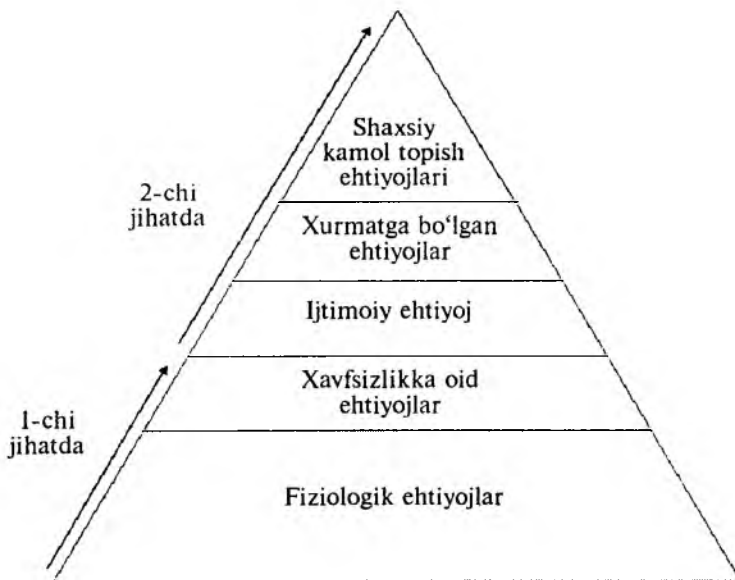 Shaxsiy
kamol topish
ehtiyojlari
2-chi
jihatda
Xurmatga bo‘lgan
ehtiyojlar
Ijtimoiy ehtiyoj
Xavfsizlikka oid
ehtiyojlar
1-chi
jihatda
Fiziologik ehtiyojlar